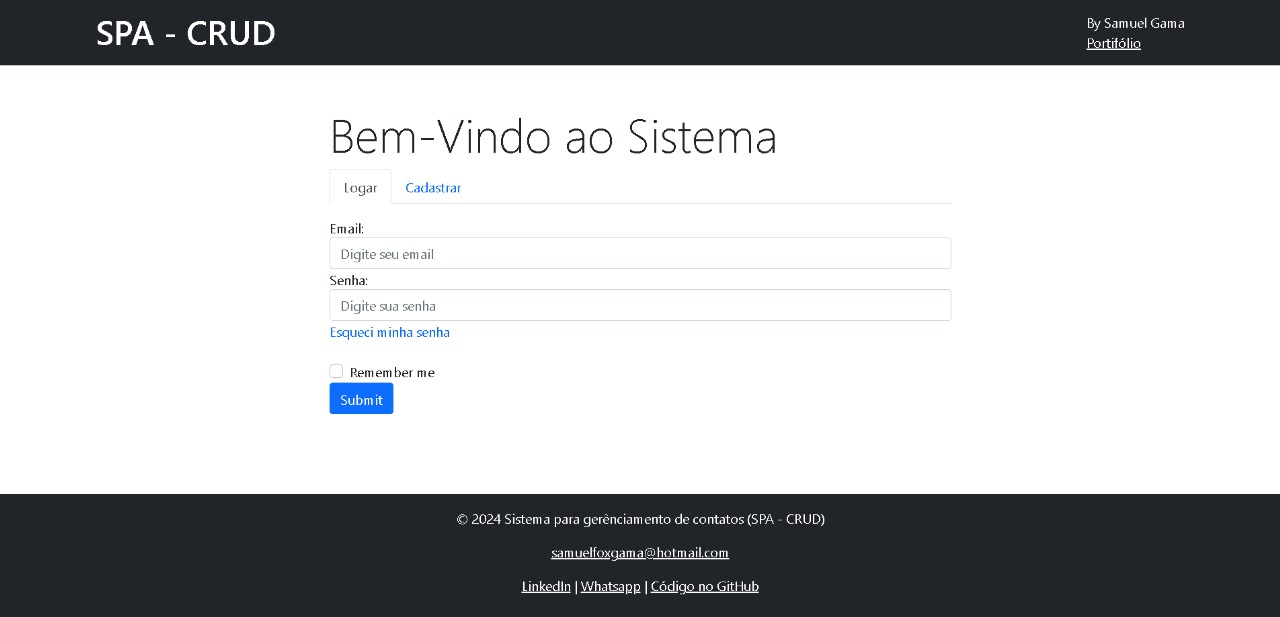 SPA - CRUD
By Samuel Gama
Portifólio
Bem-Vindo ao Sistema
Logar
Cadastrar
Email:
Digite seu email
Senha:
Digite sua senha
Esqueci minha senha
Remember me
Submit
© 2024 Sistema para gerênciamento de contatos (SPA - CRUD)
samuelfoxgama@hotmail.com
LinkedIn | Whatsapp | Código no GitHub